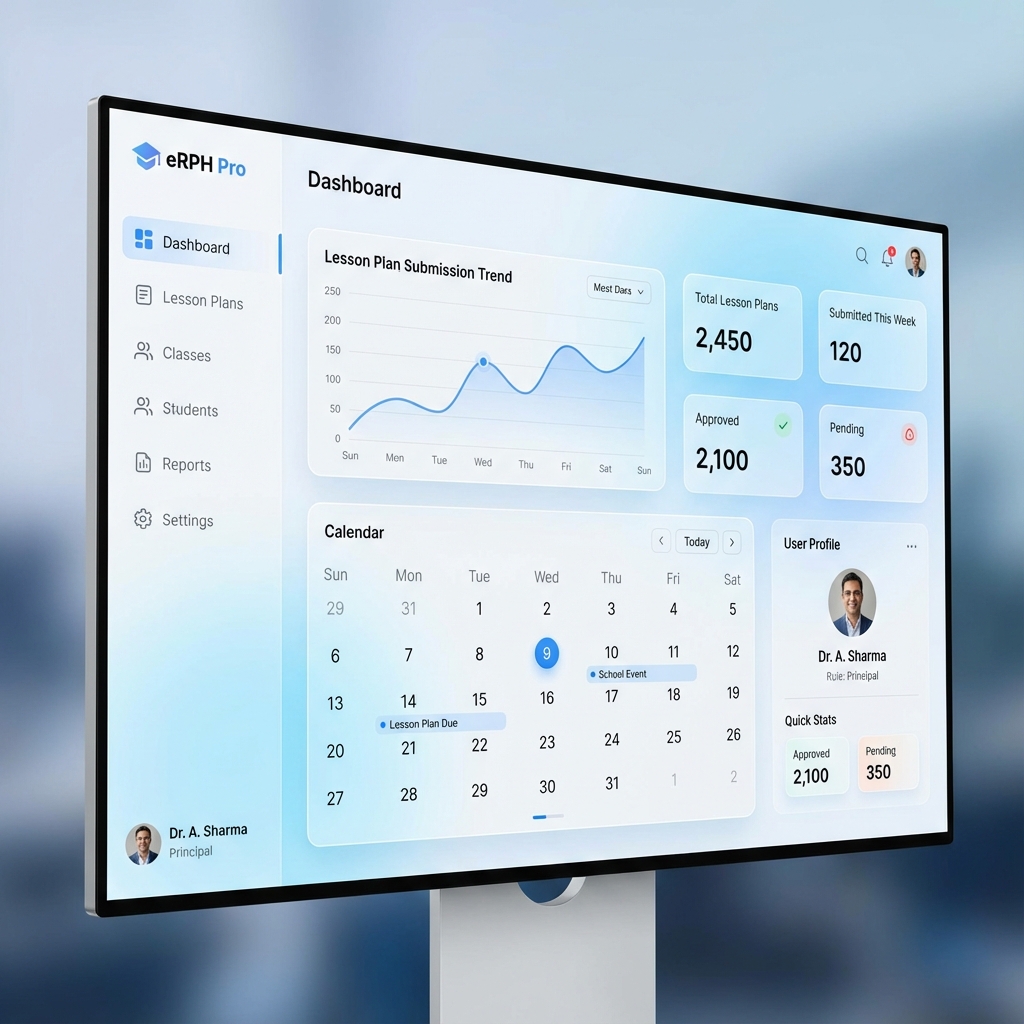 eRPH Pro
Dashboard
Lesson Plans
Classes
Students
Reports
Settings
Dr. A. Sharma
Principal
Dashboard
Lesson Plan Submission Trend
Mest Dars
250
200
150
100
50
0
Sun Men Tue Wed Thu Fri Sat Sun
Total Lesson Plans
2,450
Submitted This Week
120
Approved
2,100
Pending
350
Calendar
Today
Sun Mon Tue Wed Thu Fri Sat
29 31 1 2 3 4 5
6 7 8 9 10 11 12
School Event
13 14 15 16 17 18 19
Lesson Plan Due
20 21 22 23 24 25 26
27 28 29 30 31 1 2
User Profile
Dr. A. Sharma
Ruie: Prineipal
Quick Stats
Approved
2,100
Pending
350